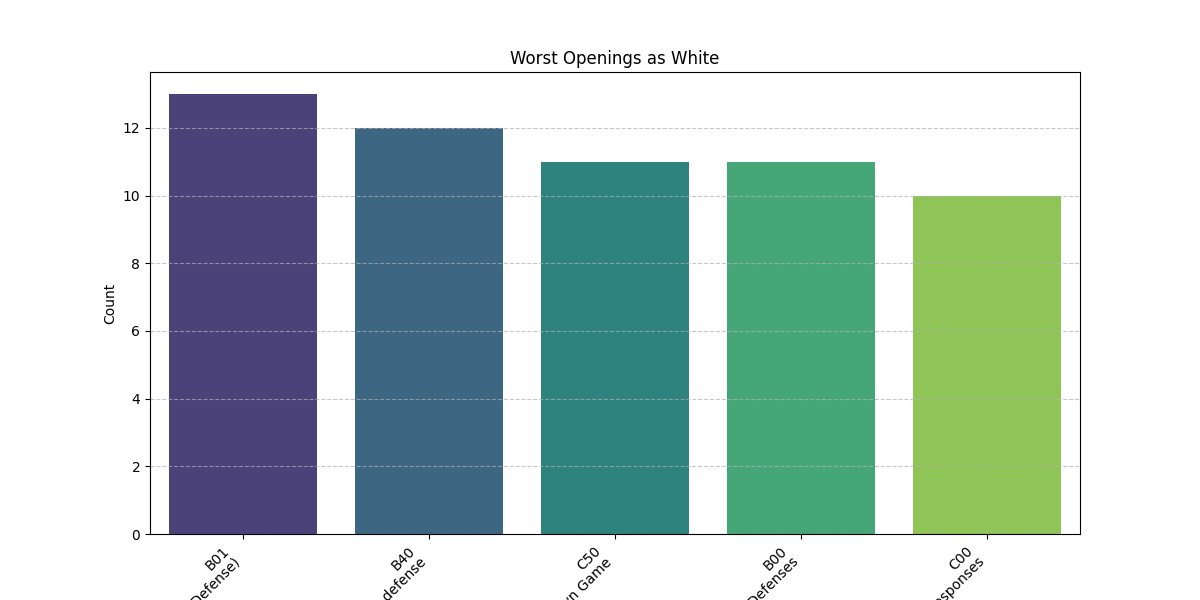 Worst Openings as White
Count
12
10
8
6
4
2
0
B01
Defense)
B40
defense
C50
Game
B00
Defenses
C00